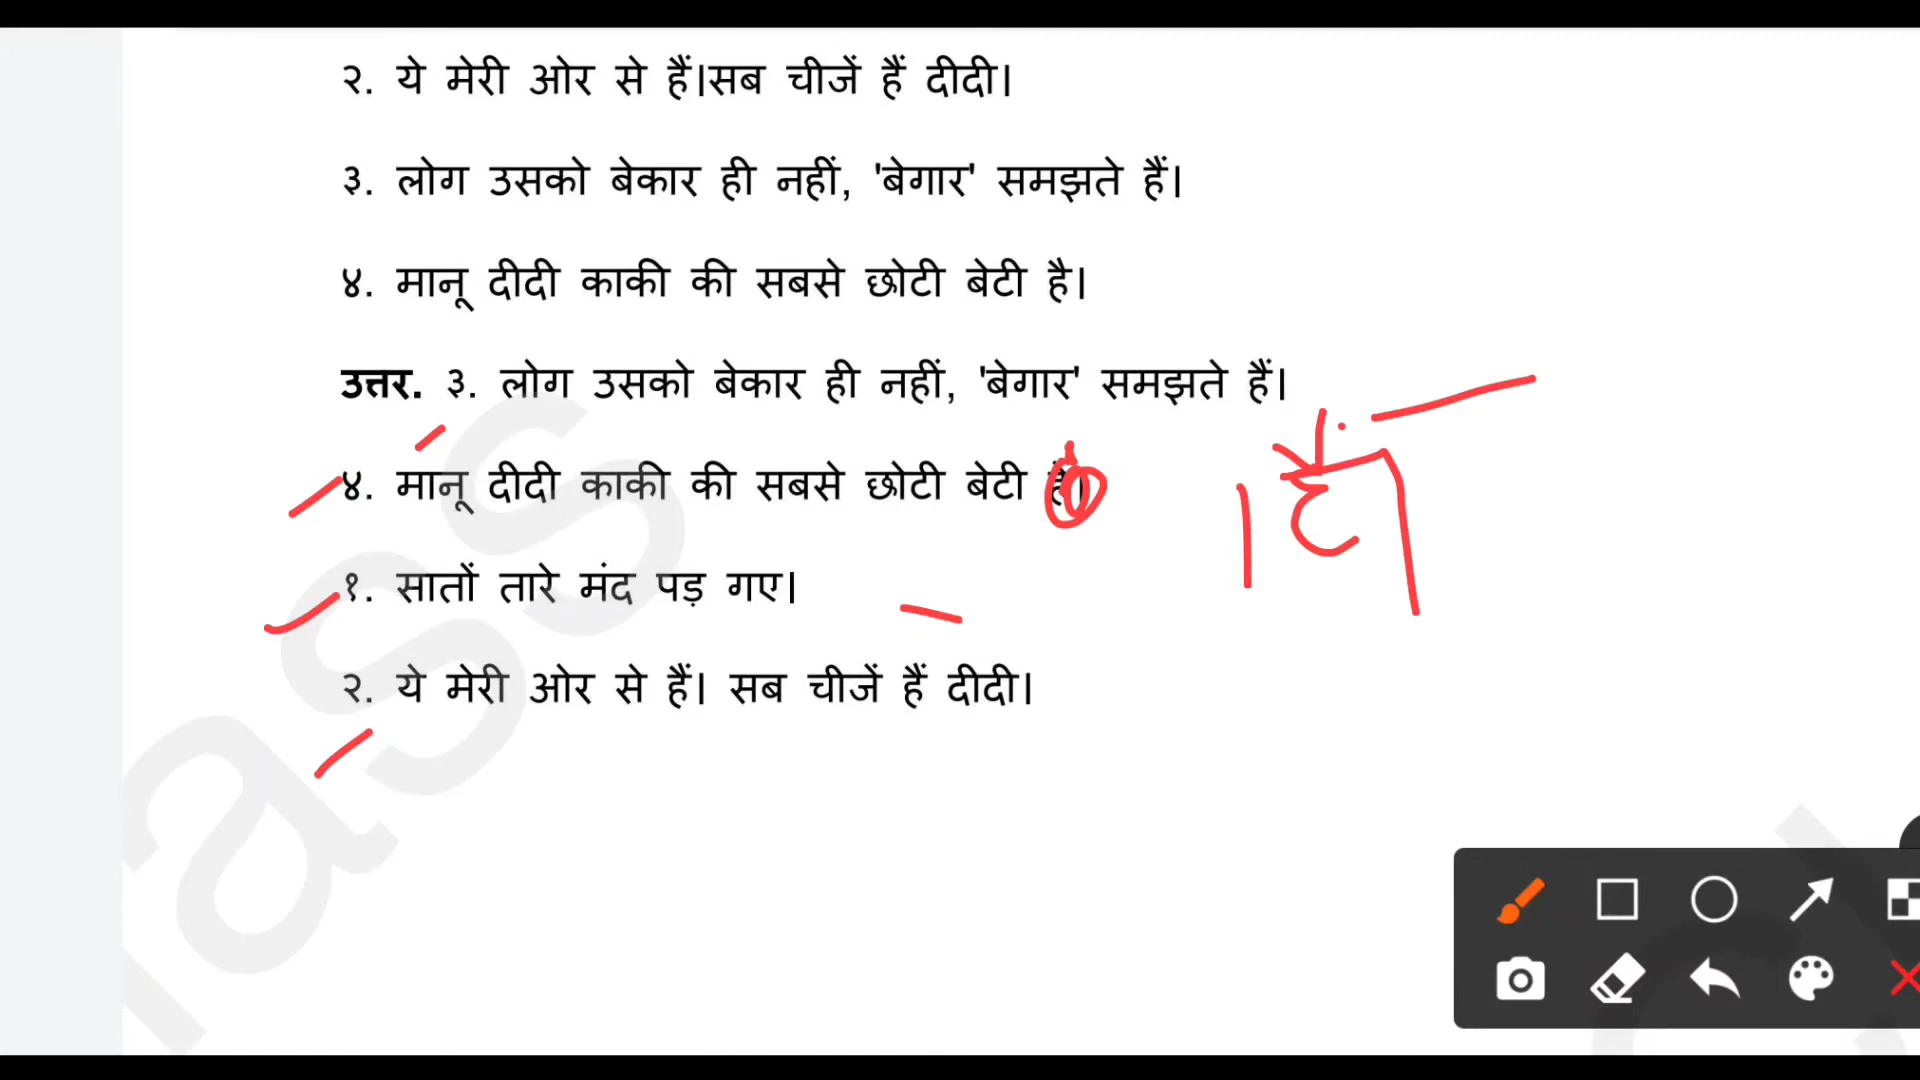 २. ये मेरी ओर से हैं।सब चीजें हैं दीदी।
३. लोग उसको बेकार ही नहीं, 'बेगार' समझते हैं।
४. मानू दीदी काकी की सबसे छोटी बेटी है।
उत्तर. ३. लोग उसको बेकार ही नहीं, 'बेगार' समझते हैं।
४. मानू दीदी काकी की सबसे छोटी बेटी है।
१. सातों तारे मंद पड़ गए।
२. ये मेरी ओर से हैं। सब चीजें हैं दीदी।